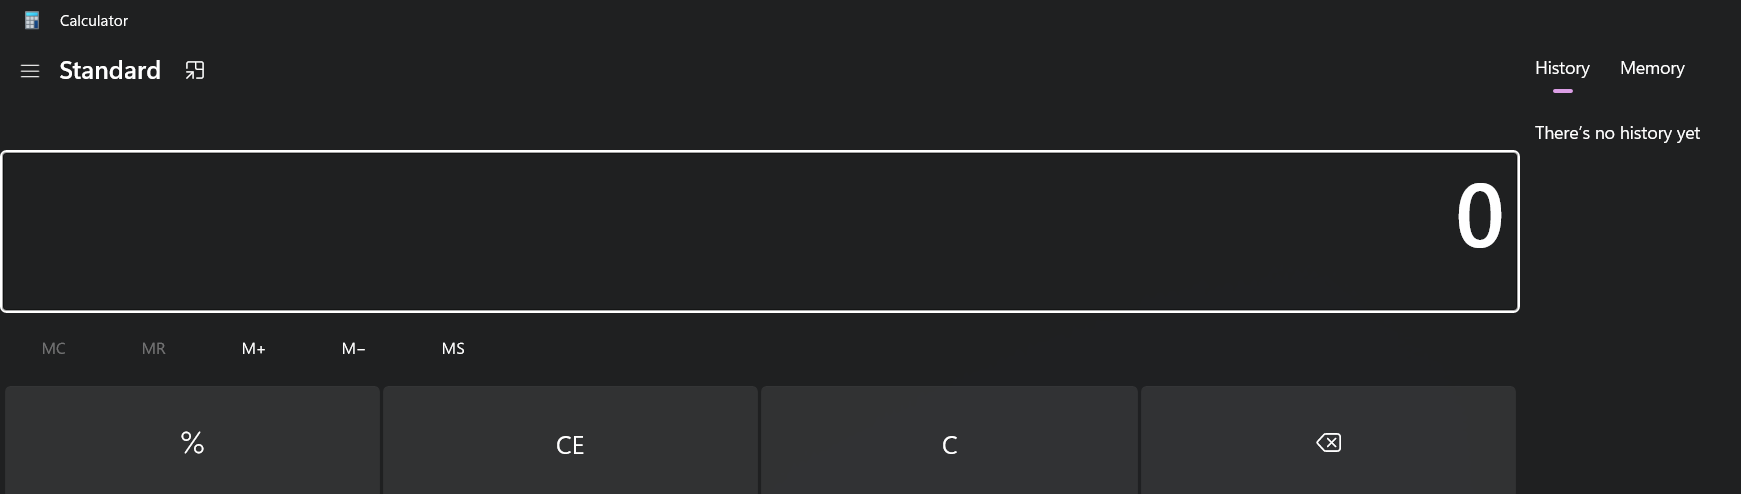 Calculator
Standard
History Memory
There's no history yet
0
MC MR M+ M− MS
% CE C